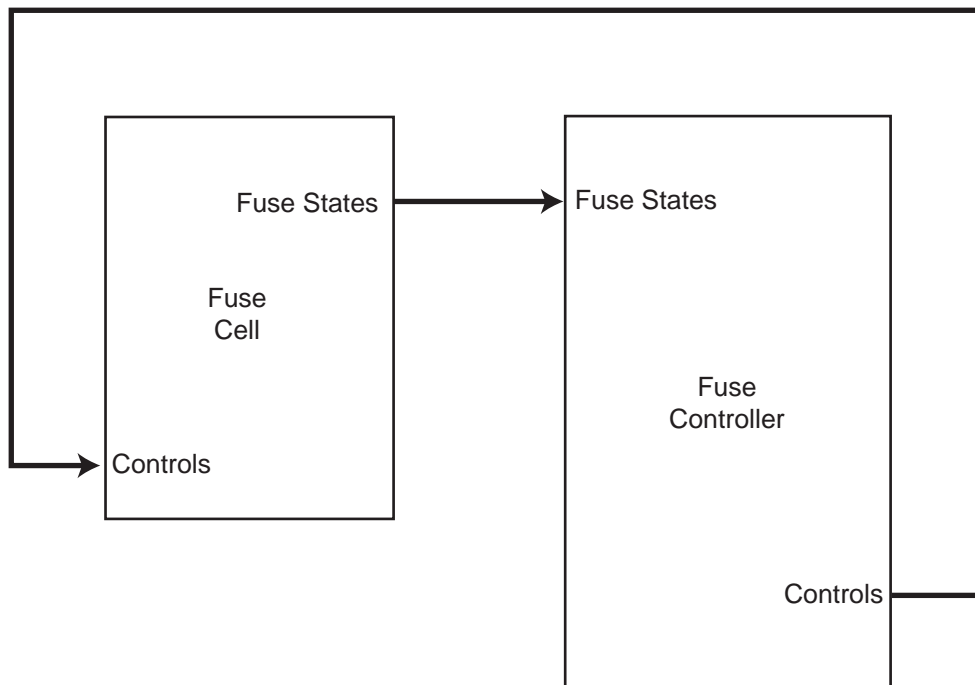 Fuse States
Fuse
Cell
Controls
Fuse States
Fuse
Controller
Controls